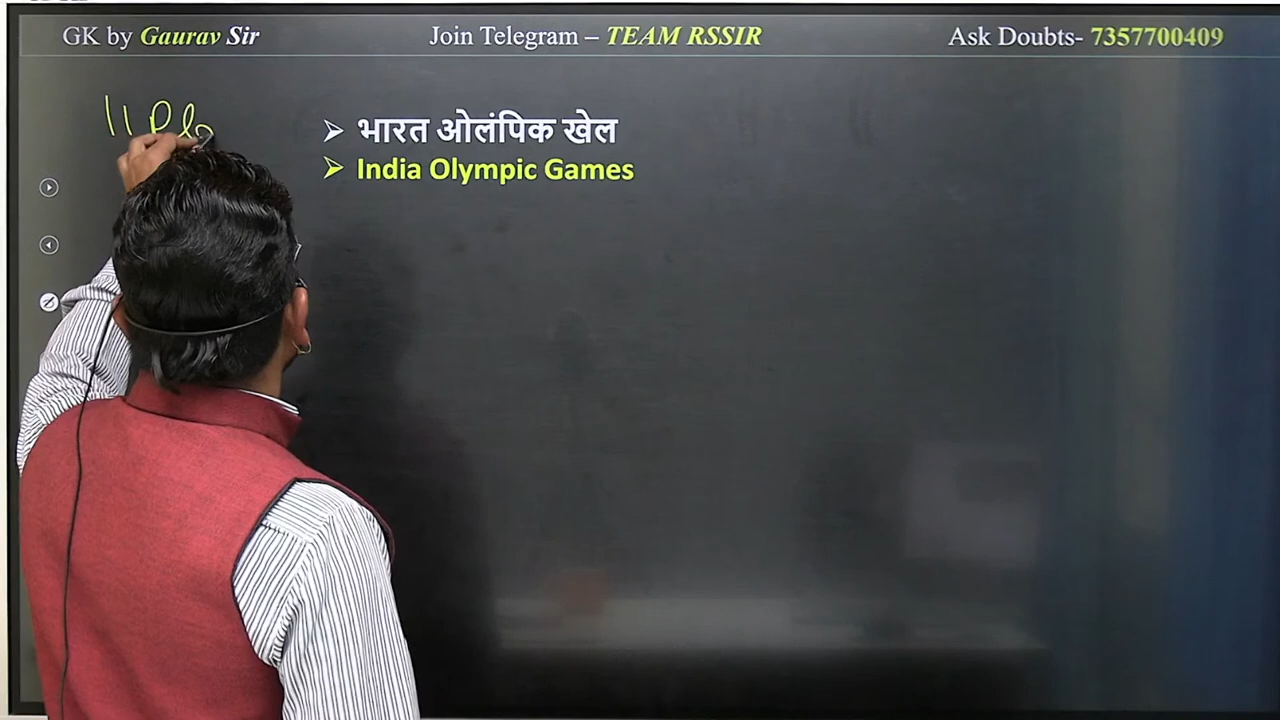 GK by Gaurav Sir
Join Telegram – TEAM RSSIR
Ask Doubts- 7357700409
➢ भारत ओलंपिक खेल
➢ India Olympic Games